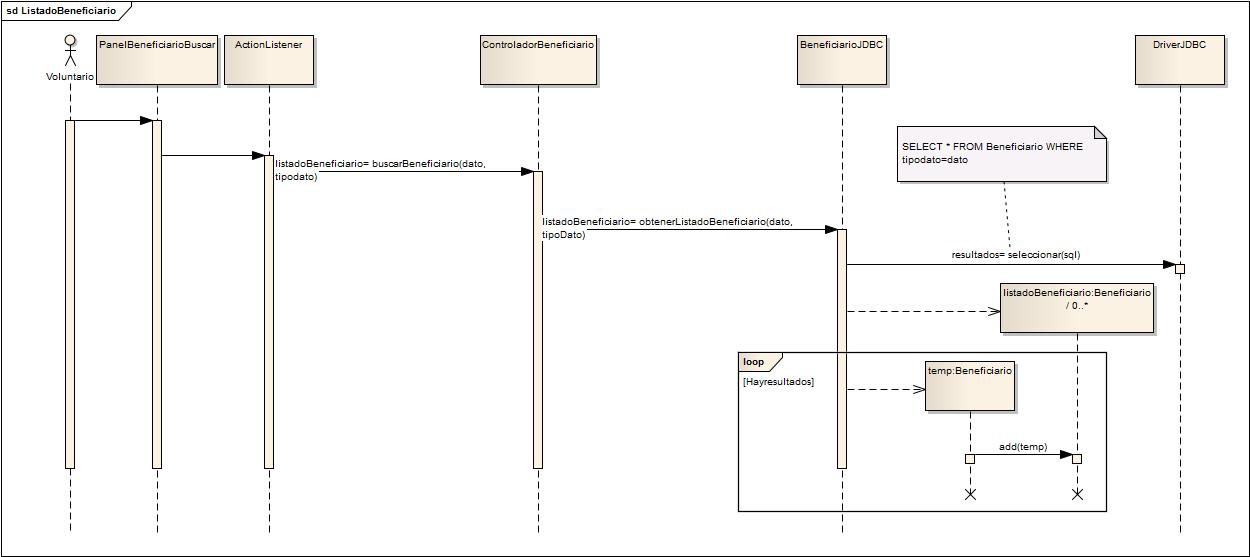 sd ListadoBeneficiario
Voluntario
PanelBeneficiarioBuscar
ActionListener
ControladorBeneficiario
BeneficiarioJDBC
DriverJDBC
SELECT * FROM Beneficiario WHERE
tipodato=dato
listadoBeneficiario= buscarBeneficiario(dato,
tipodato)
listadoBeneficiario= obtenerListadoBeneficiario(dato,
tipoDato)
resultados= seleccionar(sql)
listadoBeneficiario:Beneficiario
/ 0..*
loop
[Hayresultados]
temp:Beneficiario
add(temp)